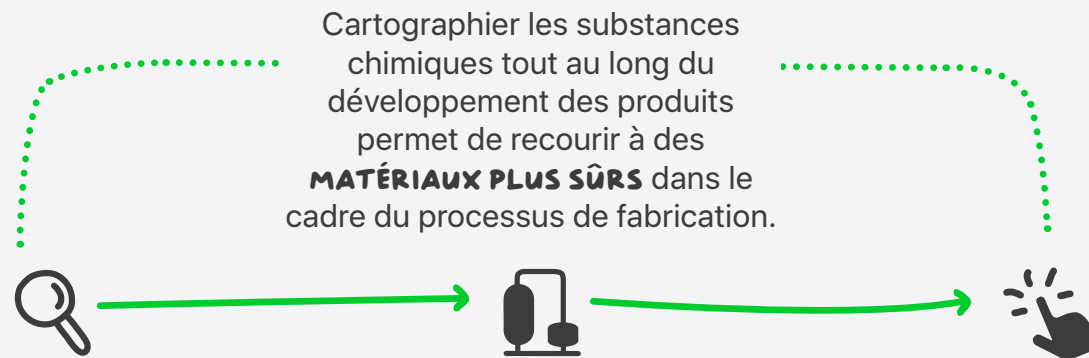 Cartographier les substances
chimiques tout au long du
développement des produits
permet de recourir à des
MATÉRIAUX PLUS SÛRS dans le
cadre du processus de fabrication.